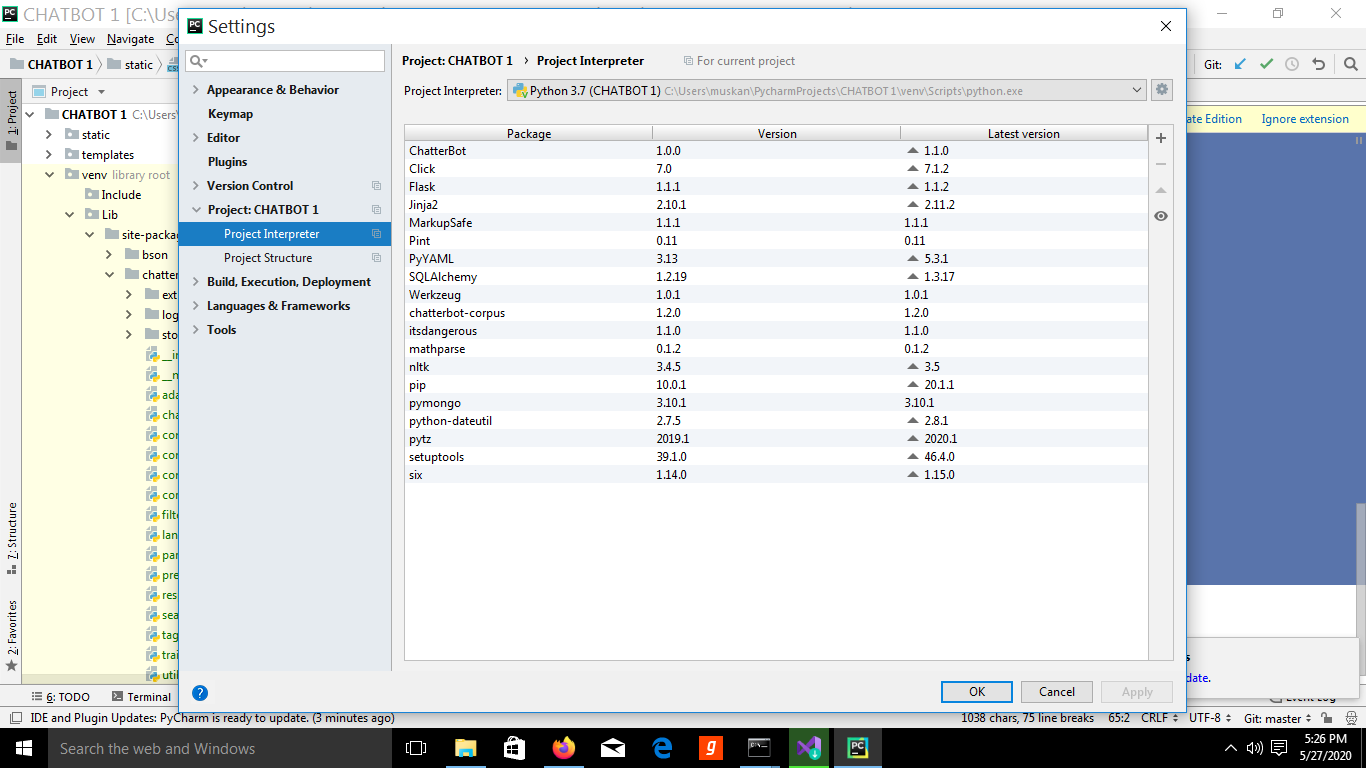 CHATBOT 1 [C:\U
File Edit View Navigate Co
CHATBOT 1 static
Git:
Project
CHATBOT 1 C:\Users\
static
templates
venv library root
Include
Lib
site-packa
bson
chatter
ext
log
sto
__in
__m
ada
cha
cor
con
con
con
filte
lan
par
pre
res
sea
tag
trai
util
1: Project
7: Structure
2: Favorites
Settings
Appearance & Behavior
Keymap
Editor
Plugins
Version Control
Project: CHATBOT 1
Project Interpreter
Project Structure
Build, Execution, Deployment
Languages & Frameworks
Tools
Project: CHATBOT 1 › Project Interpreter For current project
Project Interpreter: Python 3.7 (CHATBOT 1) C:\Users\muskan\PycharmProjects\CHATBOT 1\venv\Scripts\python.exe
Package Version Latest version
ChatterBot 1.0.0 1.1.0
Click 7.0 7.1.2
Flask 1.1.1 1.1.2
Jinja2 2.10.1 2.11.2
MarkupSafe 1.1.1 1.1.1
Pint 0.11 0.11
PyYAML 3.13 5.3.1
SQLAlchemy 1.2.19 1.3.17
Werkzeug 1.0.1 1.0.1
chatterbot-corpus 1.2.0 1.2.0
itsdangerous 1.1.0 1.1.0
mathparse 0.1.2 0.1.2
nltk 3.4.5 3.5
pip 10.0.1 20.1.1
pymongo 3.10.1 3.10.1
python-dateutil 2.7.5 2.8.1
pytz 2019.1 2020.1
setuptools 39.1.0 46.4.0
six 1.14.0 1.15.0
OK Cancel Apply
ate Edition Ignore extension
s
date.
6: TODO Terminal Event Log
IDE and Plugin Updates: PyCharm is ready to update. (3 minutes ago) 1038 chars, 75 line breaks 65:2 CRLF UTF-8 Git: master
Search the web and Windows
5:26 PM
5/27/2020